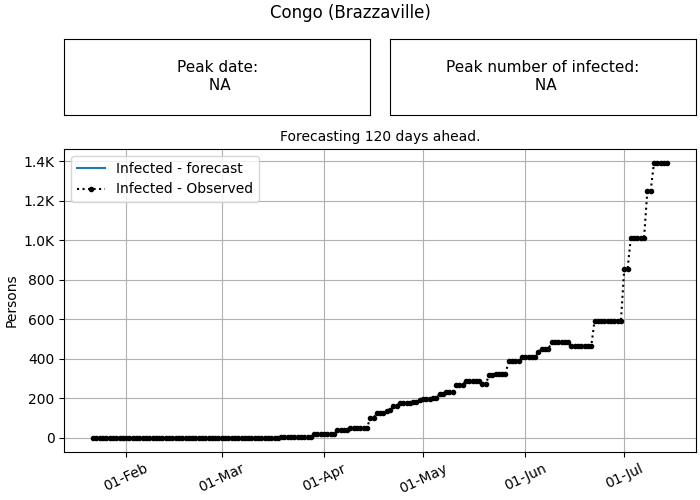 Congo (Brazzaville)
Peak date:
NA
Peak number of infected:
NA
Forecasting 120 days ahead.
Infected - forecast
Infected - Observed
1.4K
1.2K
1.0K
800
600
400
200
0
Persons
01-Feb
01-Mar
01-Apr
01-May
01-Jun
01-Jul